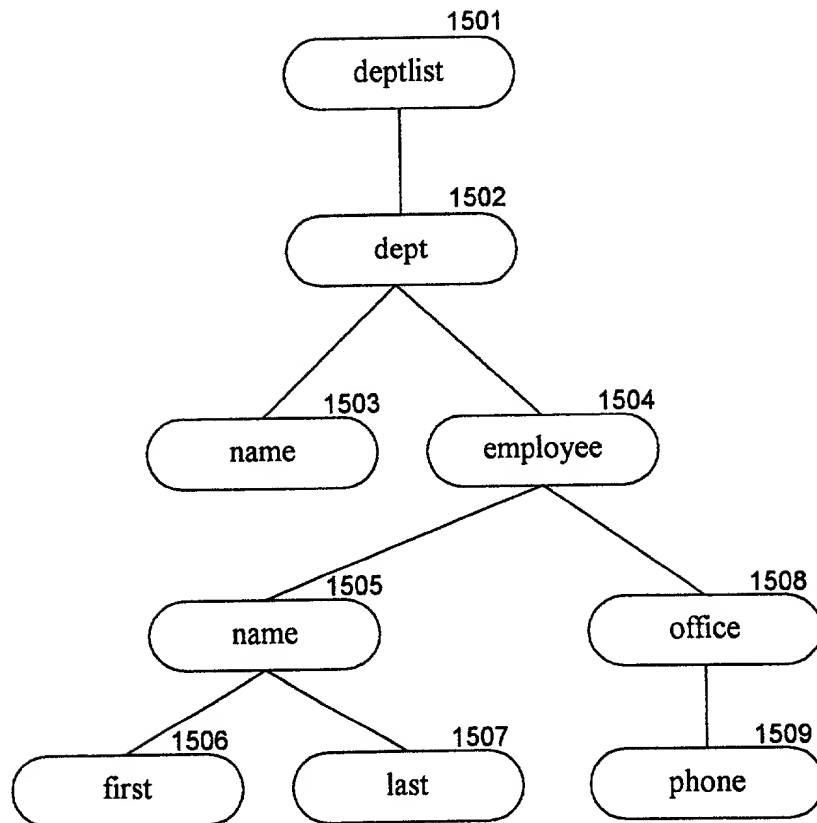 1501
deptlist
1502
dept
1503
name
1504
employee
1505
name
1508
office
1506
first
1507
last
1509
phone